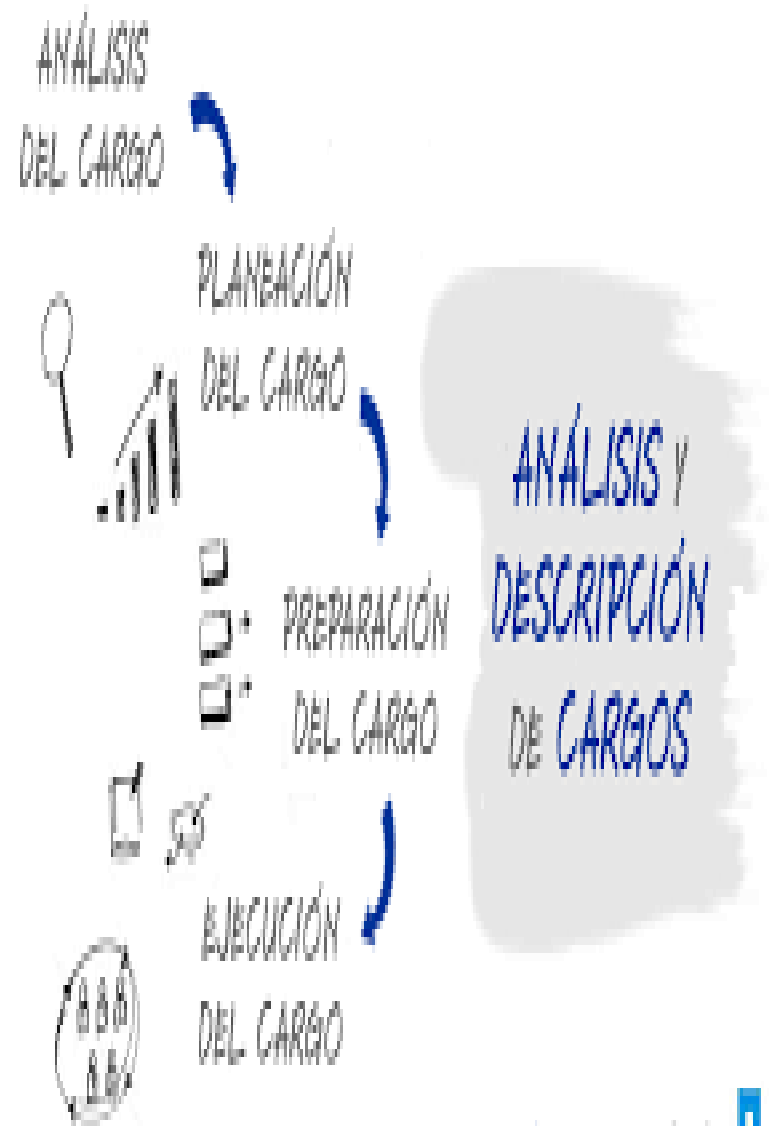 ANÁLISIS
DEL CARGO
PLANEACIÓN
DEL CARGO
PREPARACIÓN
DEL CARGO
EJECUCIÓN
DEL CARGO
ANÁLISIS Y
DESCRIPCIÓN
DE CARGOS